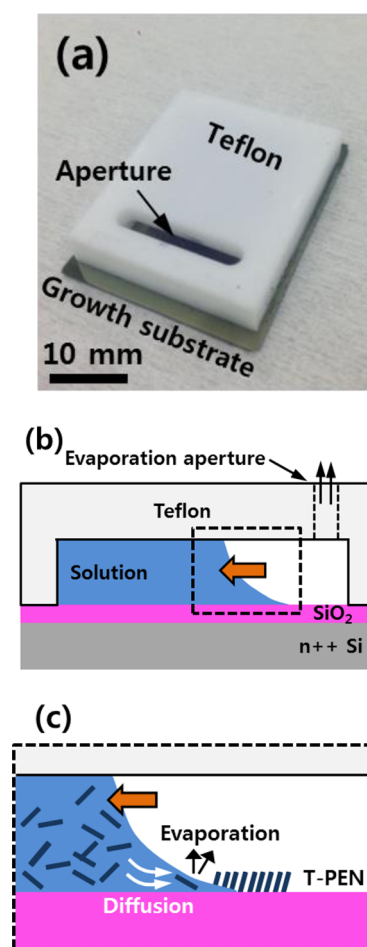 (a)
Teflon
Aperture
Growth substrate
10 mm
(b)
Evaporation aperture
Teflon
Solution
SiO₂
n++ Si
(c)
Evaporation
T-PEN
Diffusion